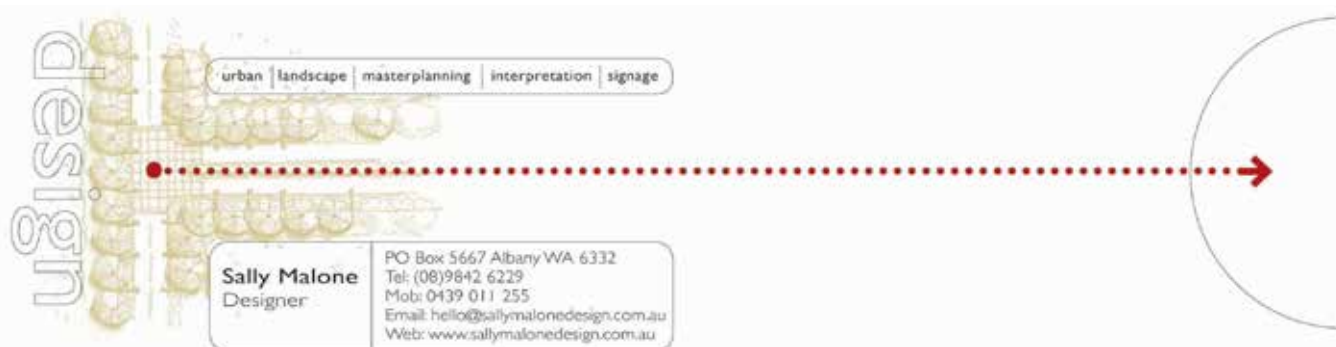 design
urban | landscape | masterplanning | interpretation | signage
Sally Malone
Designer
PO Box 5667 Albany WA 6332
Tel: (08)9842 6229
Mob: 0439 011 255
Email: hello@sallymalonedesign.com.au
Web: www.sallymalonedesign.com.au